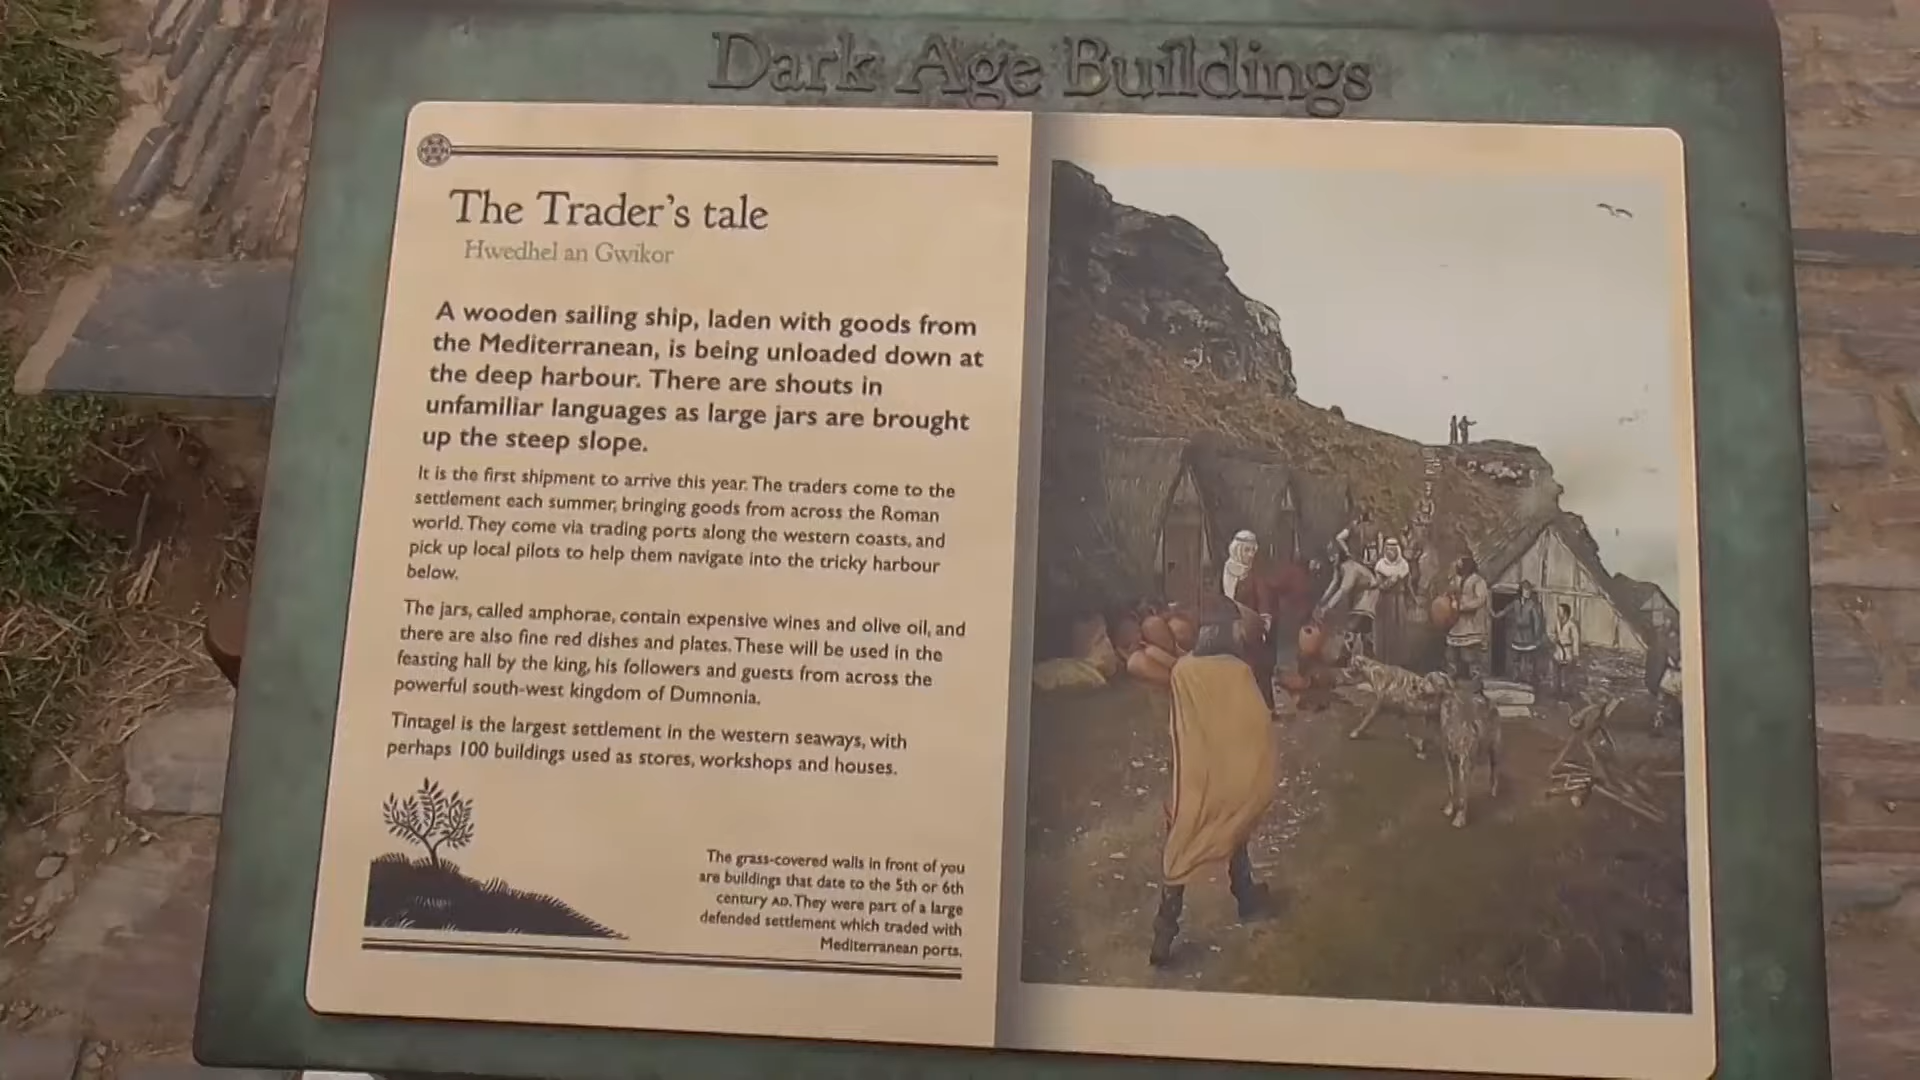 Dark Age Buildings
The Trader's tale
Hwedhel an Gwikor
A wooden sailing ship, laden with goods from
the Mediterranean, is being unloaded down at
the deep harbour. There are shouts in
unfamiliar languages as large jars are brought
up the steep slope.
It is the first shipment to arrive this year. The traders come to the
settlement each summer, bringing goods from across the Roman
world. They come via trading ports along the western coasts, and
pick up local pilots to help them navigate into the tricky harbour
below.
The jars, called amphorae, contain expensive wines and olive oil, and
there are also fine red dishes and plates. These will be used in the
feasting hall by the king, his followers and guests from across the
powerful south-west kingdom of Dumnonia.
Tintagel is the largest settlement in the western seaways, with
perhaps 100 buildings used as stores, workshops and houses.
The grass-covered walls in front of you
are buildings that date to the 5th or 6th
century AD. They were part of a large
defended settlement which traded with
Mediterranean ports.